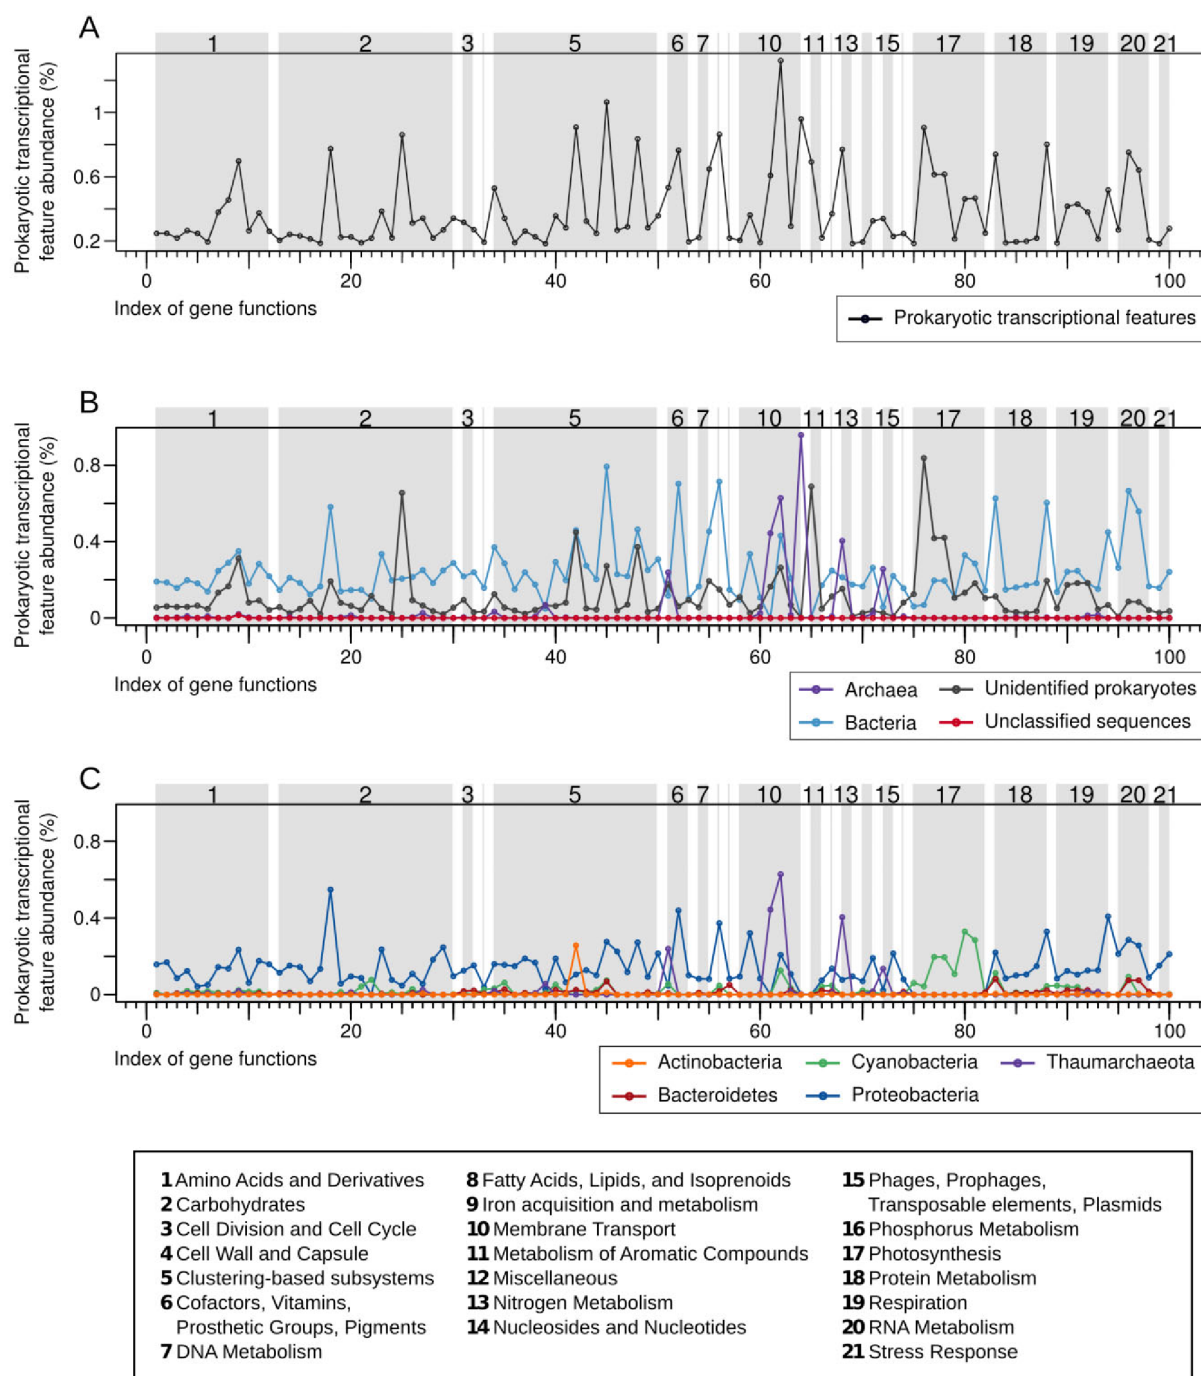 A
1 2 3 5 6 7 10 11 13 15 17 18 19 20 21
Prokaryotic transcriptional
feature abundance (%)
1
0.6
0.2
0 20 40 60 80 100
Index of gene functions
Prokaryotic transcriptional features
B
1 2 3 5 6 7 10 11 13 15 17 18 19 20 21
Prokaryotic transcriptional
feature abundance (%)
0.8
0.4
0
0 20 40 60 80 100
Index of gene functions
Archaea Unidentified prokaryotes
Bacteria Unclassified sequences
C
1 2 3 5 6 7 10 11 13 15 17 18 19 20 21
Prokaryotic transcriptional
feature abundance (%)
0.8
0.4
0
0 20 40 60 80 100
Index of gene functions
Actinobacteria Cyanobacteria Thaumarchaeota
Bacteroidetes Proteobacteria
1 Amino Acids and Derivatives
2 Carbohydrates
3 Cell Division and Cell Cycle
4 Cell Wall and Capsule
5 Clustering-based subsystems
6 Cofactors, Vitamins,
Prosthetic Groups, Pigments
7 DNA Metabolism
8 Fatty Acids, Lipids, and Isoprenoids
9 Iron acquisition and metabolism
10 Membrane Transport
11 Metabolism of Aromatic Compounds
12 Miscellaneous
13 Nitrogen Metabolism
14 Nucleosides and Nucleotides
15 Phages, Prophages,
Transposable elements, Plasmids
16 Phosphorus Metabolism
17 Photosynthesis
18 Protein Metabolism
19 Respiration
20 RNA Metabolism
21 Stress Response